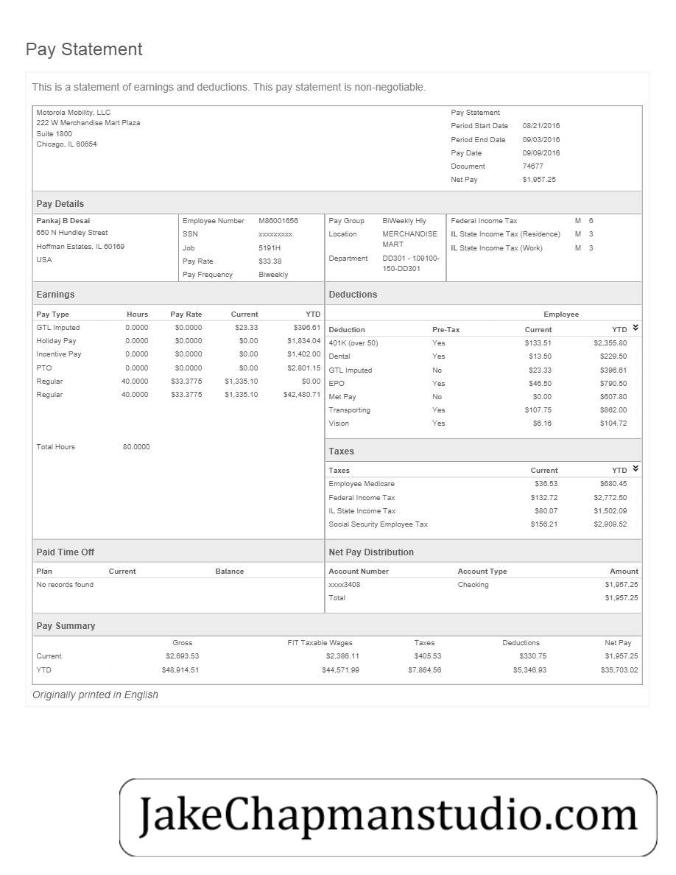 Pay Statement
This is a statement of earnings and deductions. This pay statement is non-negotiable.
Motorola Mobility, LLC
222 W Merchandise Mart Plaza
Suite 1800
Chicago, IL 60654
Pay Statement
Period Start Date 08/21/2016
Period End Date 09/03/2016
Pay Date 09/09/2016
Document 74677
Net Pay $1,957.25
Pay Details
Pankaj B Desai
650 N Hundley Street
Hoffman Estates, IL 60169
USA
Employee Number M86001656
SSN xxxxxxxxx
Job 5191H
Pay Rate $33.38
Pay Frequency Biweekly
Pay Group BiWeekly Hly
Location MERCHANDISE
MART
Department DD301 - 109100-
150-DD301
Federal Income Tax M 6
IL State Income Tax (Residence) M 3
IL State Income Tax (Work) M 3
Earnings
Pay Type Hours Pay Rate Current YTD
GTL Imputed 0.0000 $0.0000 $23.33 $396.61
Holiday Pay 0.0000 $0.0000 $0.00 $1,834.04
Incentive Pay 0.0000 $0.0000 $0.00 $1,402.00
PTO 0.0000 $0.0000 $0.00 $2,801.15
Regular 40.0000 $33.3775 $1,335.10 $0.00
Regular 40.0000 $33.3775 $1,335.10 $42,480.71
Total Hours 80.0000
Deductions
Employee
Deduction Pre-Tax Current YTD
401K (over 50) Yes $133.51 $2,355.80
Dental Yes $13.50 $229.50
GTL Imputed No $23.33 $396.61
EPO Yes $46.50 $790.50
Met Pay No $0.00 $607.80
Transporting Yes $107.75 $862.00
Vision Yes $6.16 $104.72
Taxes
Taxes Current YTD
Employee Medicare $36.53 $680.45
Federal Income Tax $132.72 $2,772.50
IL State Income Tax $80.07 $1,502.09
Social Security Employee Tax $156.21 $2,909.52
Paid Time Off
Plan Current Balance
No records found
Net Pay Distribution
Account Number Account Type Amount
xxxx3408 Checking $1,957.25
Total $1,957.25
Pay Summary
Gross FIT Taxable Wages Taxes Deductions Net Pay
Current $2,693.53 $2,386.11 $405.53 $330.75 $1,957.25
YTD $48,914.51 $44,571.99 $7,864.56 $5,346.93 $35,703.02
Originally printed in English
JakeChapmanstudio.com